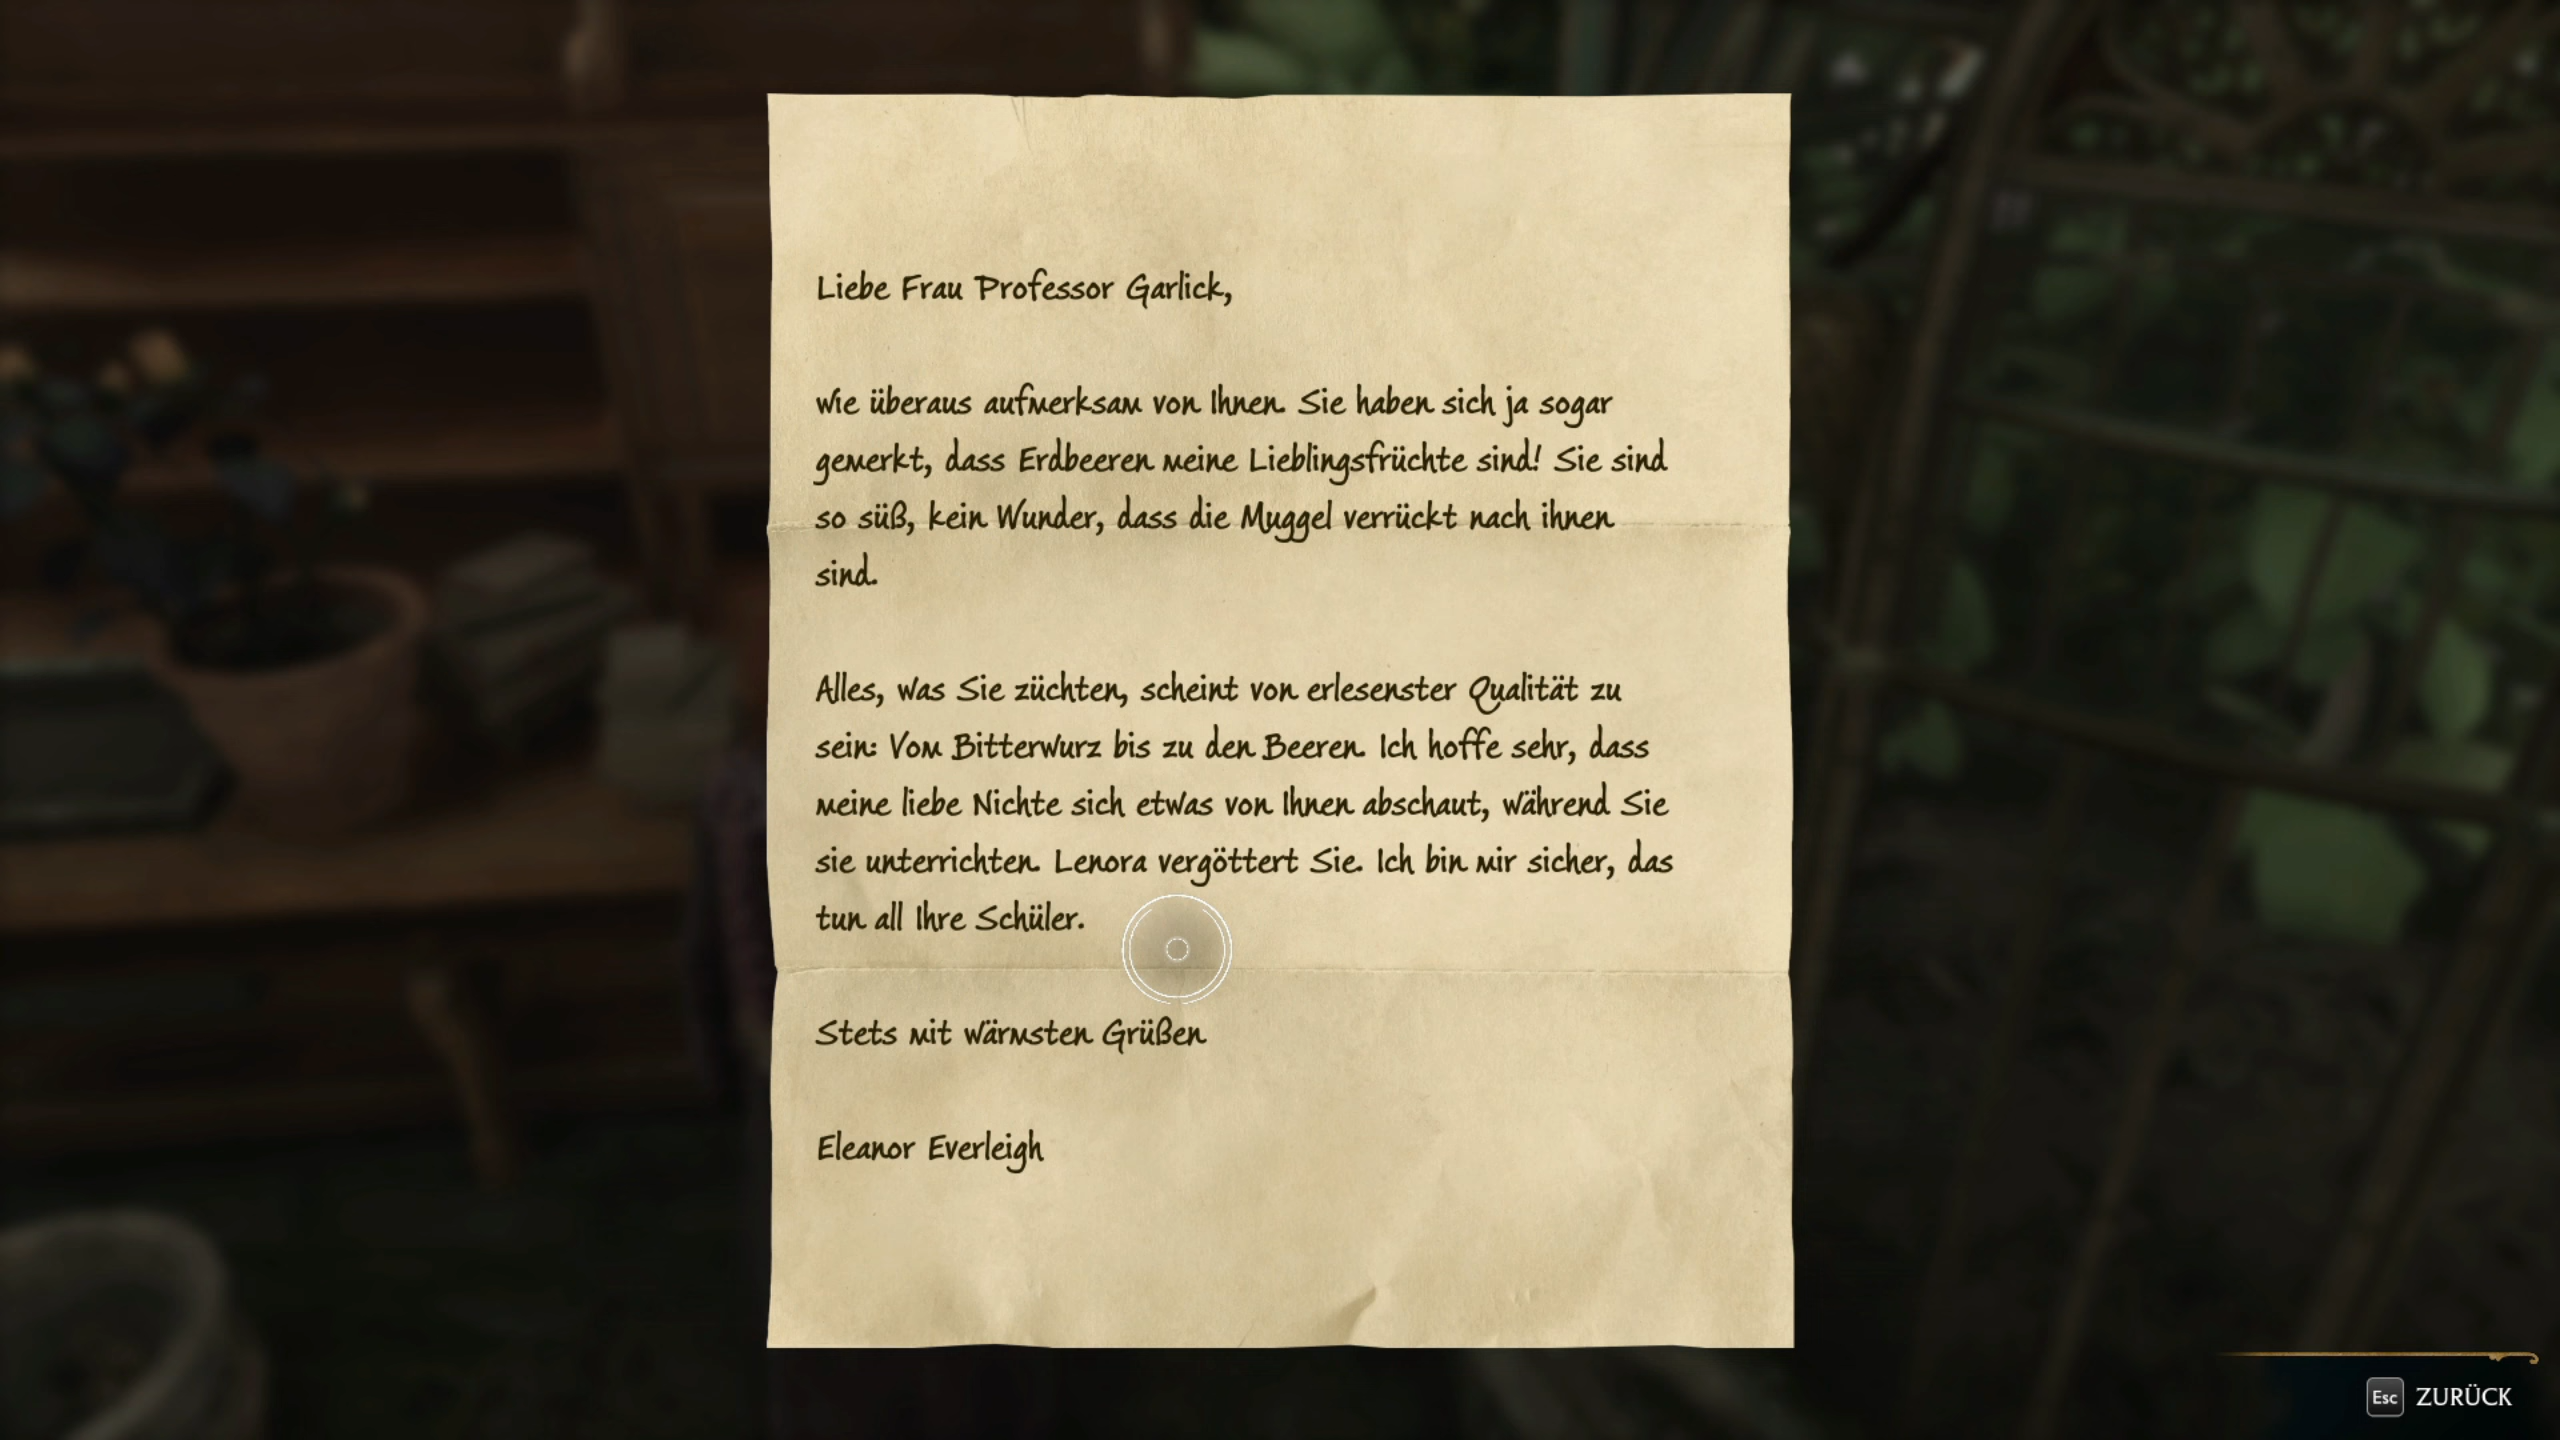 Liebe Frau Professor Garlick,
wie überaus aufmerksam von Ihnen. Sie haben sich ja sogar
gemerkt, dass Erdbeeren meine Lieblingsfrüchte sind! Sie sind
so süß, kein Wunder, dass die Muggel verrückt nach ihnen
sind.
Alles, was Sie züchten, scheint von erlesenster Qualität zu
sein: Vom Bitterwurz bis zu den Beeren. Ich hoffe sehr, dass
meine liebe Nichte sich etwas von Ihnen abschaut, während Sie
sie unterrichten. Lenora vergöttert Sie. Ich bin mir sicher, das
tun all Ihre Schüler.
Stets mit wärmsten Grüßen
Eleanor Everleigh
Esc ZURÜCK